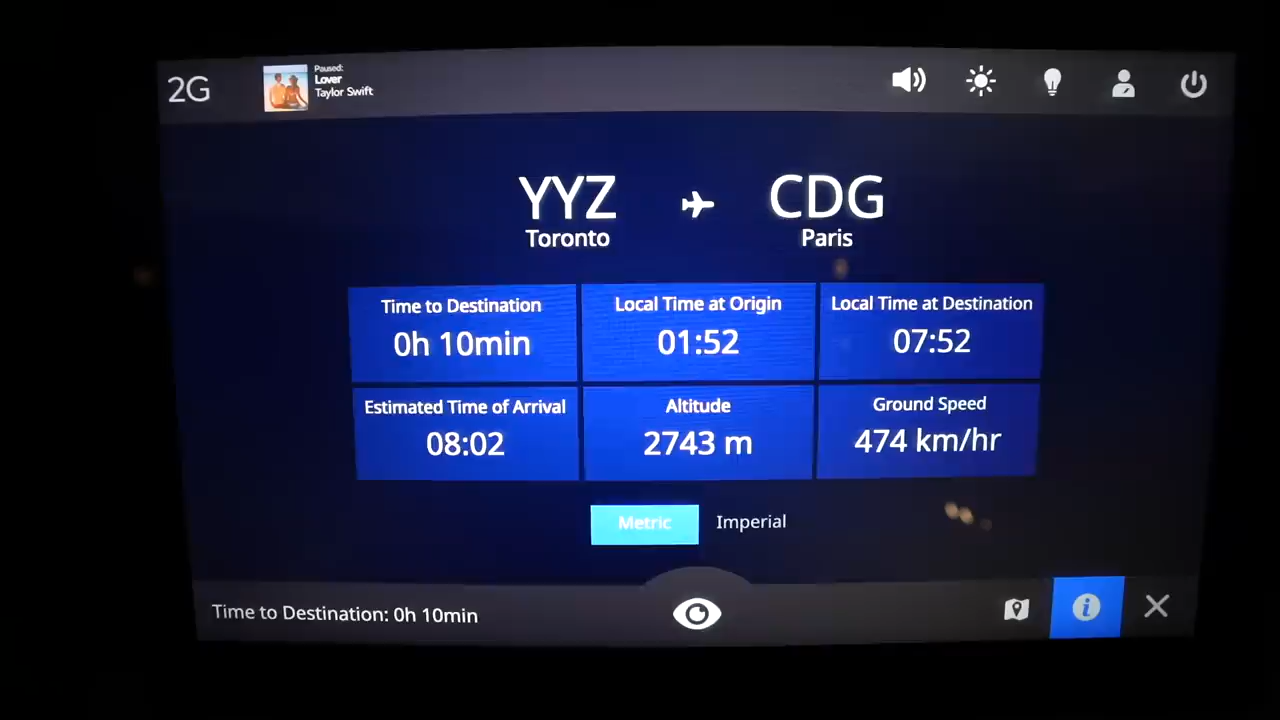 2G
Paused:
Lover
Taylor Swift
YYZ
Toronto
CDG
Paris
Time to Destination
0h 10min
Local Time at Origin
01:52
Local Time at Destination
07:52
Estimated Time of Arrival
08:02
Altitude
2743 m
Ground Speed
474 km/hr
Metric
Imperial
Time to Destination: 0h 10min